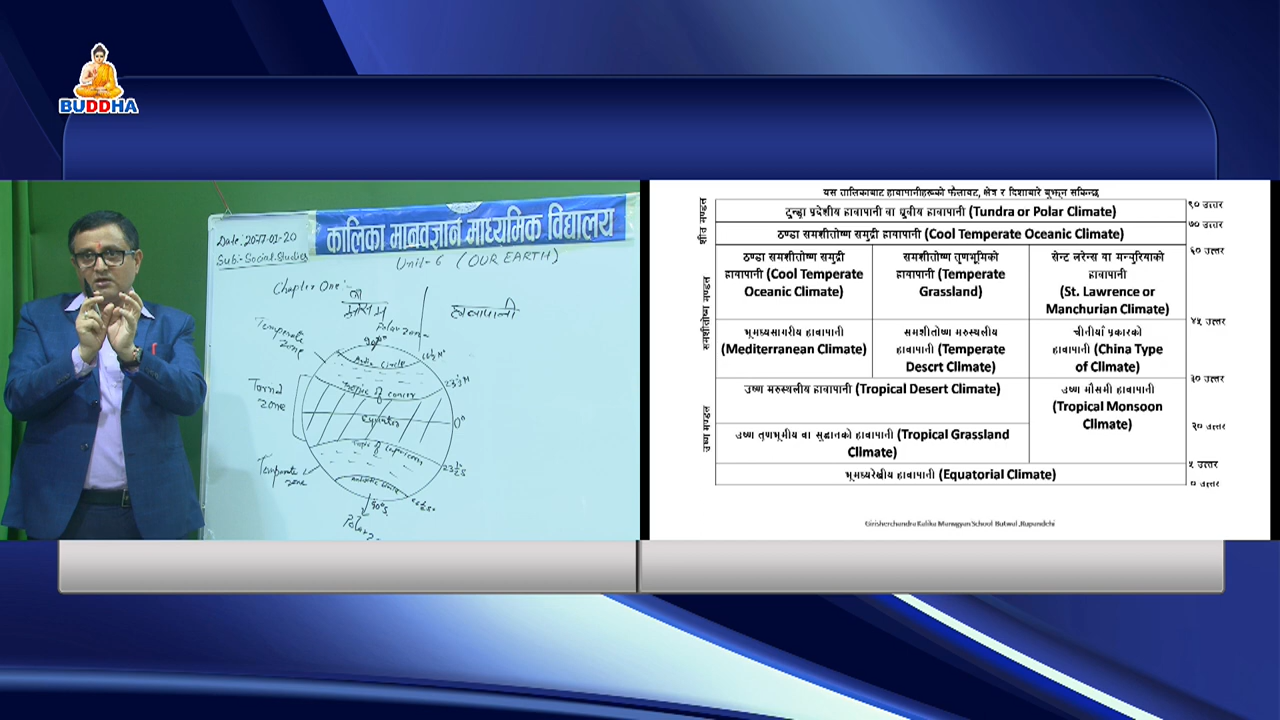 BUDDHA
कालिका मानवज्ञान माध्यमिक विद्यालय
Date: 2077-01-20
Sub:- Social Studies
Unit-6 (OUR EARTH)
Chapter One:-
हावापानी
Polar zone
90°
66½ N°
Temperate zone
Arctic circle
23½ N
Tropic of cancer
Torrid zone
equator
0°
Tropic of capricorn
23½ S
Temperate zone
Antarctic circle
66½ S°
90°S
यस तालिकाबाट हावापानीहरूको फैलावट, क्षेत्र र दिशाबारे बुझ्न सकिन्छ
शीत मण्डल
टुन्ड्रा प्रदेशीय हावापानी वा ध्रुवीय हावापानी (Tundra or Polar Climate)
९० उत्तर
७० उत्तर
ठण्डा समशीतोष्ण समुद्री हावापानी (Cool Temperate Oceanic Climate)
६० उत्तर
समशीतोष्ण मण्डल
ठण्डा समशीतोष्ण समुद्री
हावापानी (Cool Temperate
Oceanic Climate)
समशीतोष्ण तृणभूमिको
हावापानी (Temperate
Grassland)
सेन्ट लरेन्स वा मन्चुरियाको
हावापानी
(St. Lawrence or
Manchurian Climate)
४५ उत्तर
भूमध्यसागरीय हावापानी
(Mediterranean Climate)
समशीतोष्ण मरुस्थलीय
हावापानी (Temperate
Desert Climate)
चीनीयाँ प्रकारको
हावापानी (China Type
of Climate)
३० उत्तर
उष्ण मण्डल
उष्ण मरुस्थलीय हावापानी (Tropical Desert Climate)
उष्ण मौसमी हावापानी
(Tropical Monsoon
Climate)
२० उत्तर
उष्ण तृणभूमीय वा सुडानको हावापानी (Tropical Grassland
Climate)
५ उत्तर
भूमध्यरेखीय हावापानी (Equatorial Climate)
० उत्तर
Girisherchandra Kalika Manavgyan School Butwal ,Rupandehi